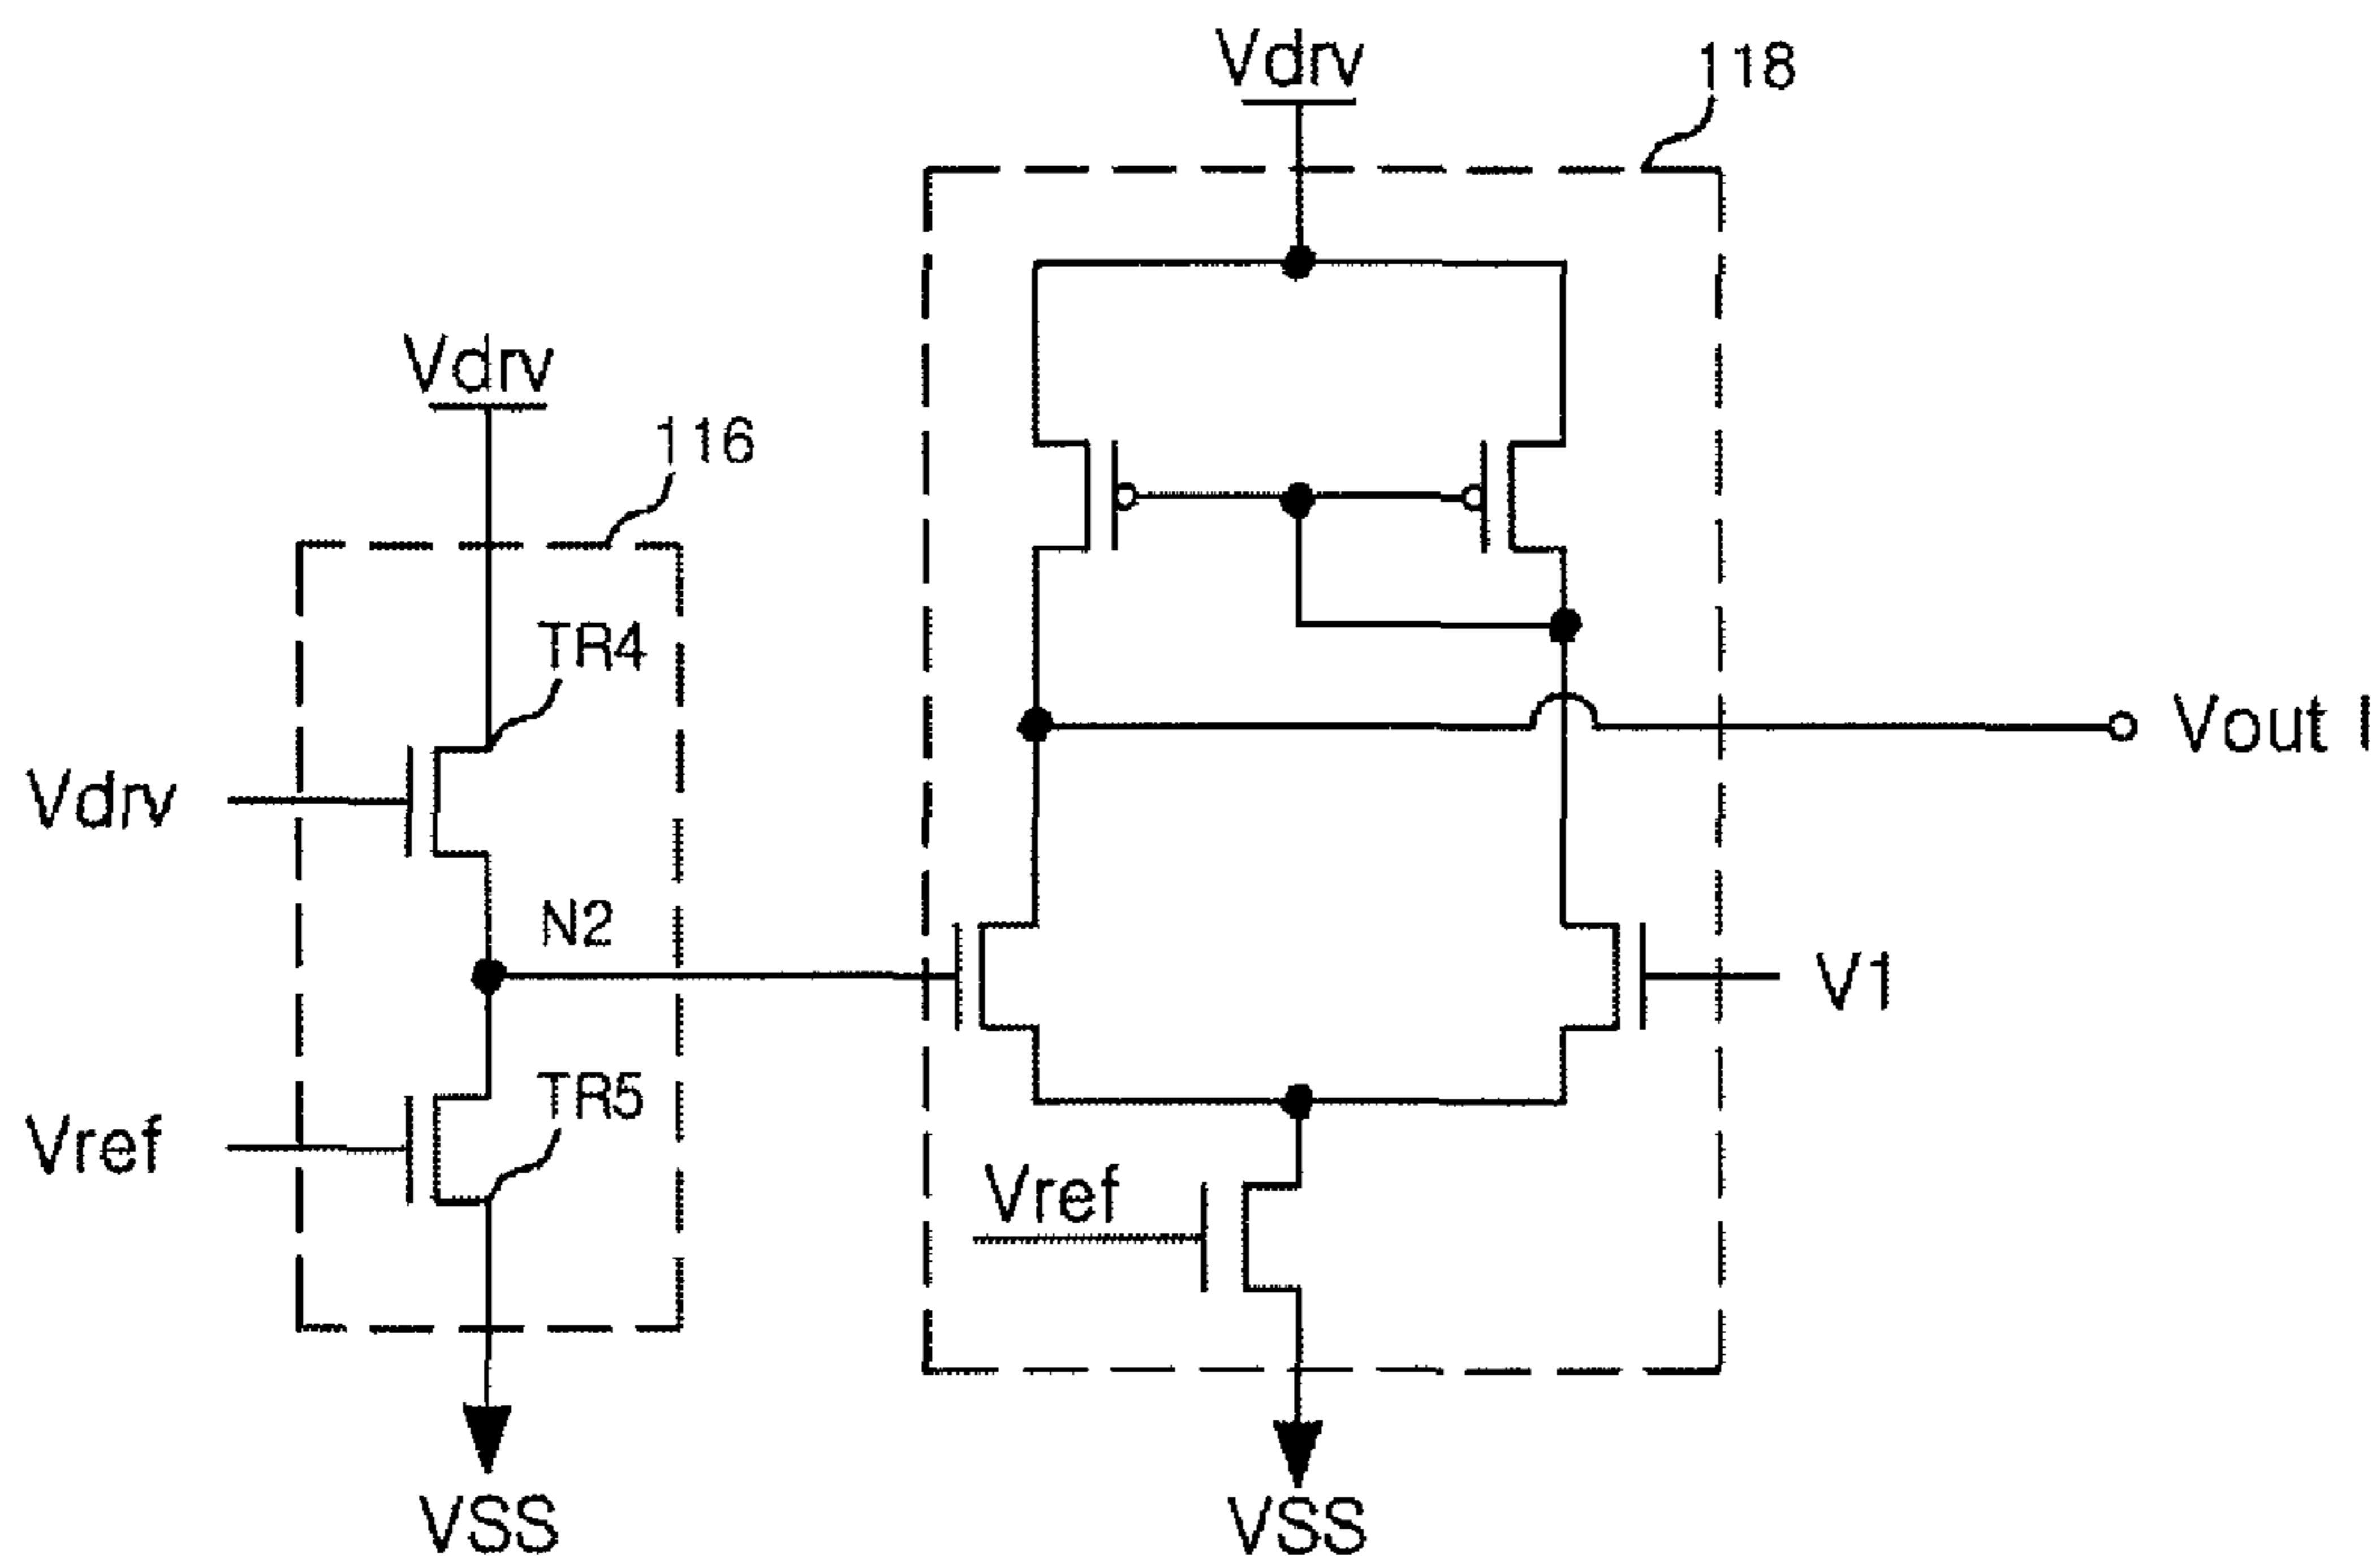 Vdrv
118
Vdrv
116
TR4
Vout I
Vdrv
N2
V1
TR5
Vref
Vref
VSS
VSS